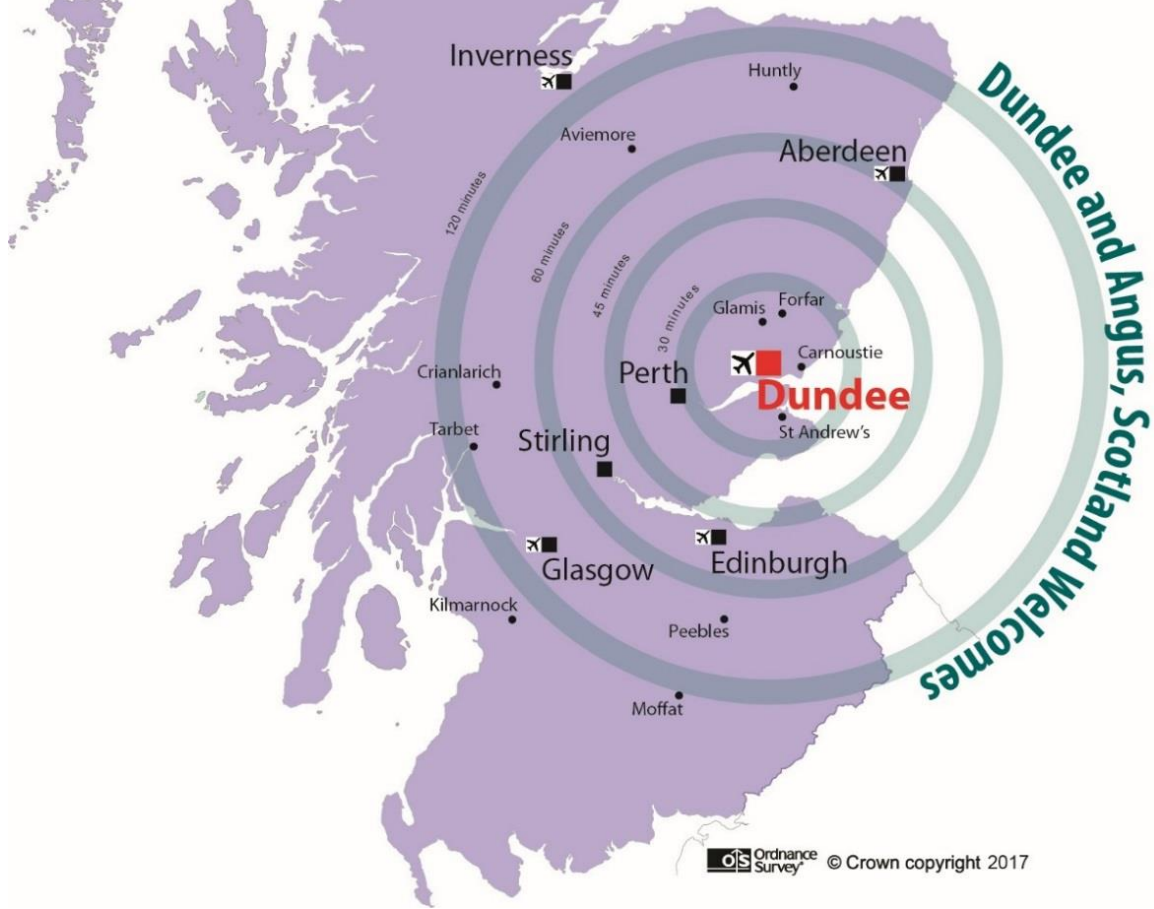 Inverness
Huntly
Aviemore
Aberdeen
120 minutes
60 minutes
45 minutes
30 minutes
Glamis
Forfar
Carnoustie
Crianlarich
Perth
Dundee
Tarbet
Stirling
St Andrew's
Glasgow
Edinburgh
Kilmarnock
Peebles
Moffat
Dundee and Angus, Scotland Welcomes
OS Ordnance
Survey
© Crown copyright 2017